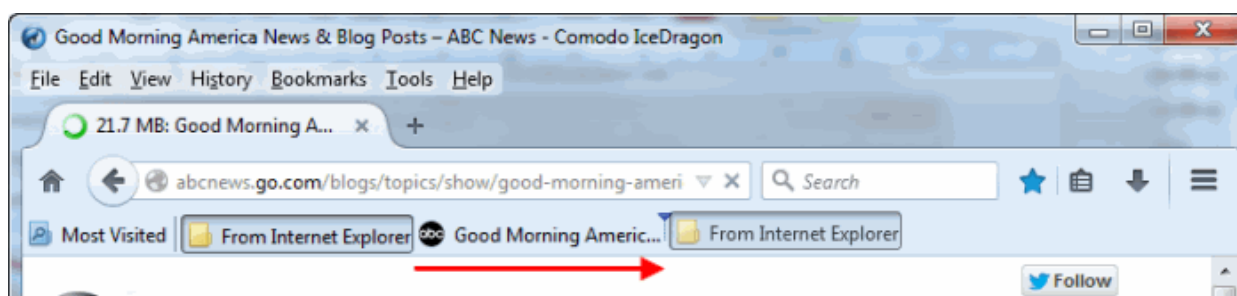 Good Morning America News & Blog Posts – ABC News - Comodo IceDragon
File Edit View History Bookmarks Tools Help
21.7 MB: Good Morning A... × +
abcnews.go.com/blogs/topics/show/good-morning-ameri Search
Most Visited From Internet Explorer abc Good Morning Americ... From Internet Explorer
Follow